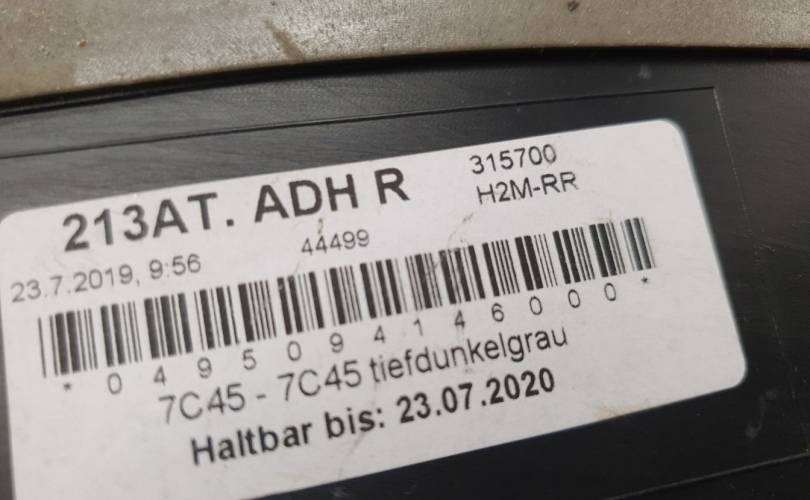 213AT. ADH R
315700
H2M-RR
23.7.2019, 9:56
44499
* 0 4 9 5 0 9 4 1 4 6 0 0 0 *
7C45 - 7C45 tiefdunkelgrau
Haltbar bis: 23.07.2020